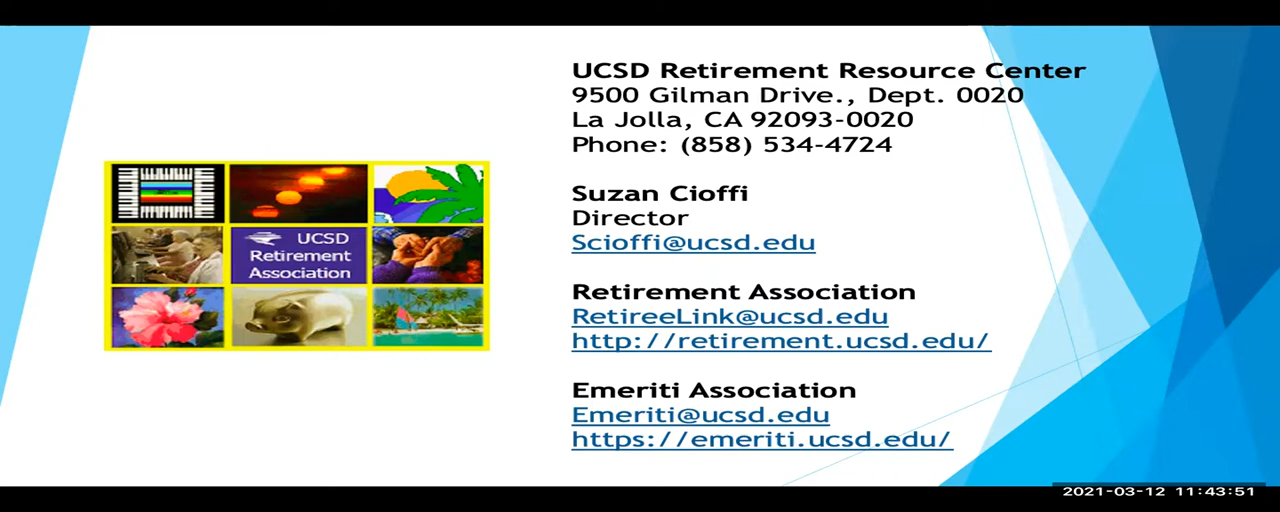 UCSD Retirement Resource Center
9500 Gilman Drive., Dept. 0020
La Jolla, CA 92093-0020
Phone: (858) 534-4724
Suzan Cioffi
Director
Scioffi@ucsd.edu
UCSD
Retirement
Association
Retirement Association
RetireeLink@ucsd.edu
http://retirement.ucsd.edu/
Emeriti Association
Emeriti@ucsd.edu
https://emeriti.ucsd.edu/
2021-03-12 11:43:51